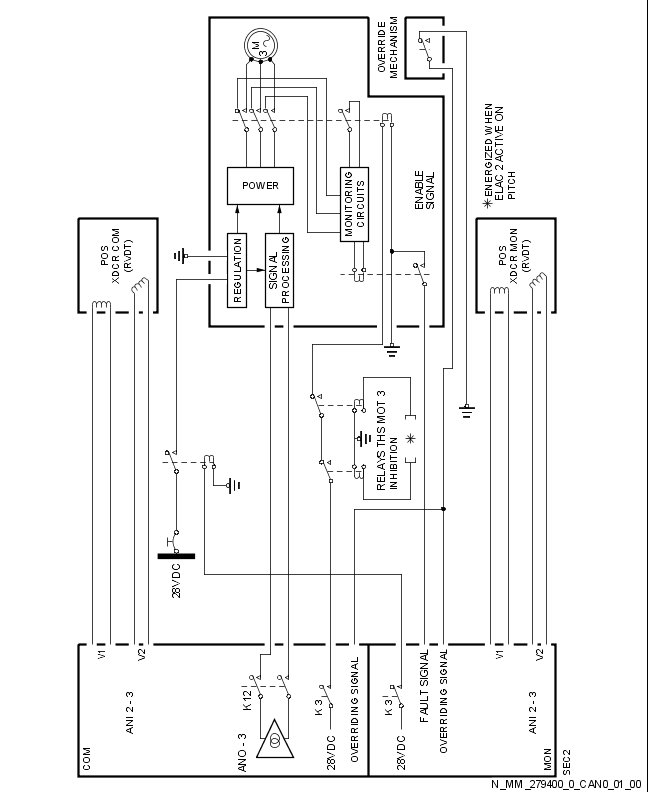 OVERRIDE
MECHANISM
M
3
POWER
MONITORING
CIRCUITS
ENABLE
SIGNAL
ENERGIZED WHEN
ELAC 2 ACTIVE ON
PITCH
REGULATION
SIGNAL
PROCESSING
POS
XDCR COM
(RVDT)
POS
XDCR MON
(RVDT)
RELAYS THS MOT 3
INHIBITION
28VDC
V1
V2
ANI 2 - 3
COM
K 12
ANO - 3
K 3
28VDC
OVERRIDING SIGNAL
K 3
28VDC
FAULT SIGNAL
OVERRIDING SIGNAL
V1
V2
ANI 2 - 3
MON
SEC2
N_MM_279400_0_CAN0_01_00